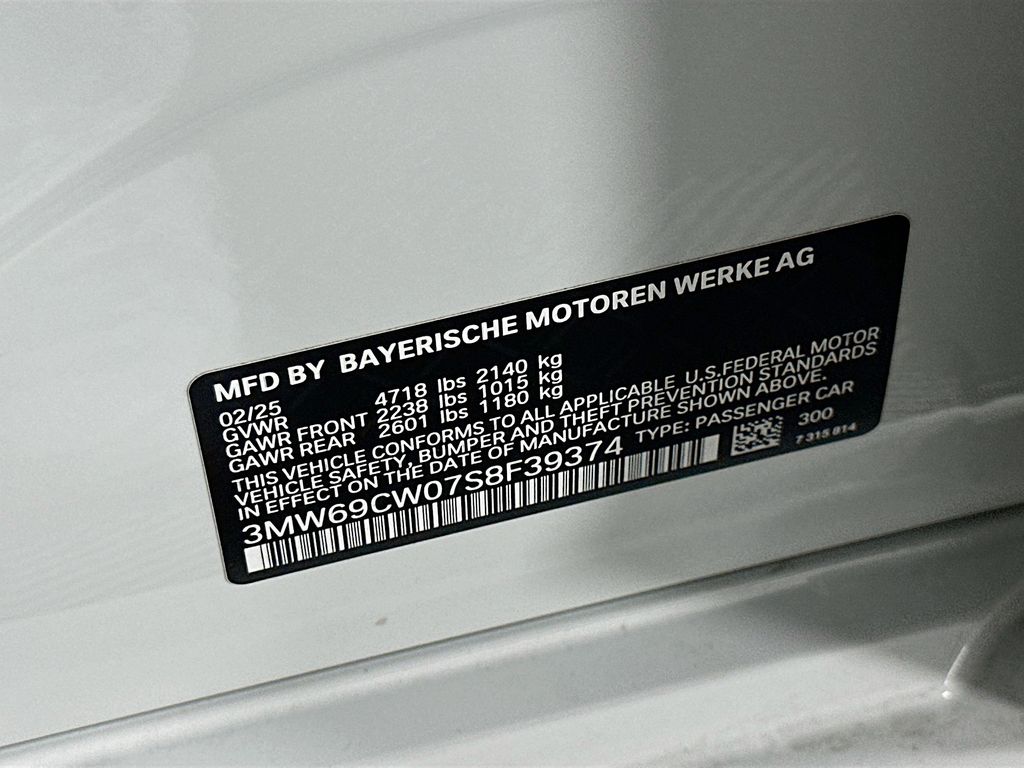 MFD BY BAYERISCHE MOTOREN WERKE AG
02/25
GVWR 4718 lbs 2140 kg
GAWR FRONT 2238 lbs 1015 kg
GAWR REAR 2601 lbs 1180 kg
THIS VEHICLE CONFORMS TO ALL APPLICABLE U.S.FEDERAL MOTOR
VEHICLE SAFETY, BUMPER AND THEFT PREVENTION STANDARDS
IN EFFECT ON THE DATE OF MANUFACTURE SHOWN ABOVE.
3MW69CW07S8F39374 TYPE: PASSENGER CAR
300
7 315 814